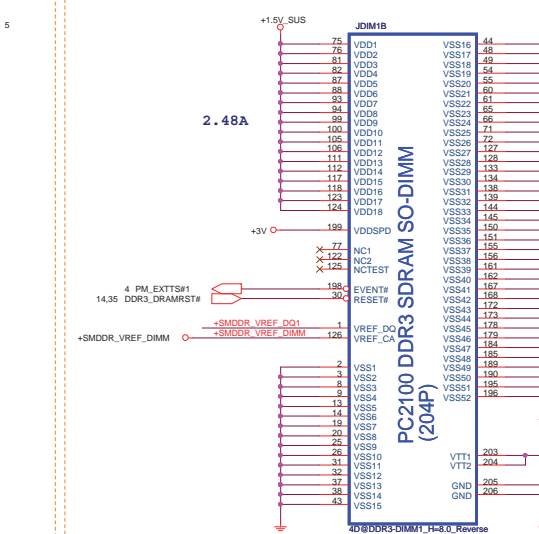 5
+1.5V_SUS
JDIM1B
75 VDD1 VSS16 44
76 VDD2 VSS17 48
81 VDD3 VSS18 49
82 VDD4 VSS19 54
87 VDD5 VSS20 55
88 VDD6 VSS21 60
93 VDD7 VSS22 61
94 VDD8 VSS23 65
99 VDD9 VSS24 66
2.48A
100 VDD10 VSS25 71
105 VDD11 VSS26 72
106 VDD12 VSS27 127
111 VDD13 VSS28 128
112 VDD14 VSS29 133
117 VDD15 VSS30 134
118 VDD16 VSS31 138
123 VDD17 VSS32 139
124 VDD18 VSS33 144
VSS34 145
+3V 199 VDDSPD VSS35 150
VSS36 151
77 NC1 VSS37 155
122 NC2 VSS38 156
125 NCTEST VSS39 161
VSS40 162
4 PM_EXTTS#1 198 EVENT# VSS41 167
14,35 DDR3_DRAMRST# 30 RESET# VSS42 168
VSS43 172
VSS44 173
+SMDDR_VREF_DQ1 1 VREF_DQ VSS45 178
+SMDDR_VREF_DIMM +SMDDR_VREF_DIMM 126 VREF_CA VSS46 179
VSS47 184
VSS48 185
2 VSS1 VSS49 189
3 VSS2 VSS50 190
8 VSS3 VSS51 195
9 VSS4 VSS52 196
13 VSS5
14 VSS6
19 VSS7
20 VSS8
25 VSS9
26 VSS10 VTT1 203
31 VSS11 VTT2 204
32 VSS12
37 VSS13 GND 205
38 VSS14 GND 206
43 VSS15
PC2100 DDR3 SDRAM SO-DIMM
(204P)
4D@DDR3-DIMM1_H=8.0_Reverse